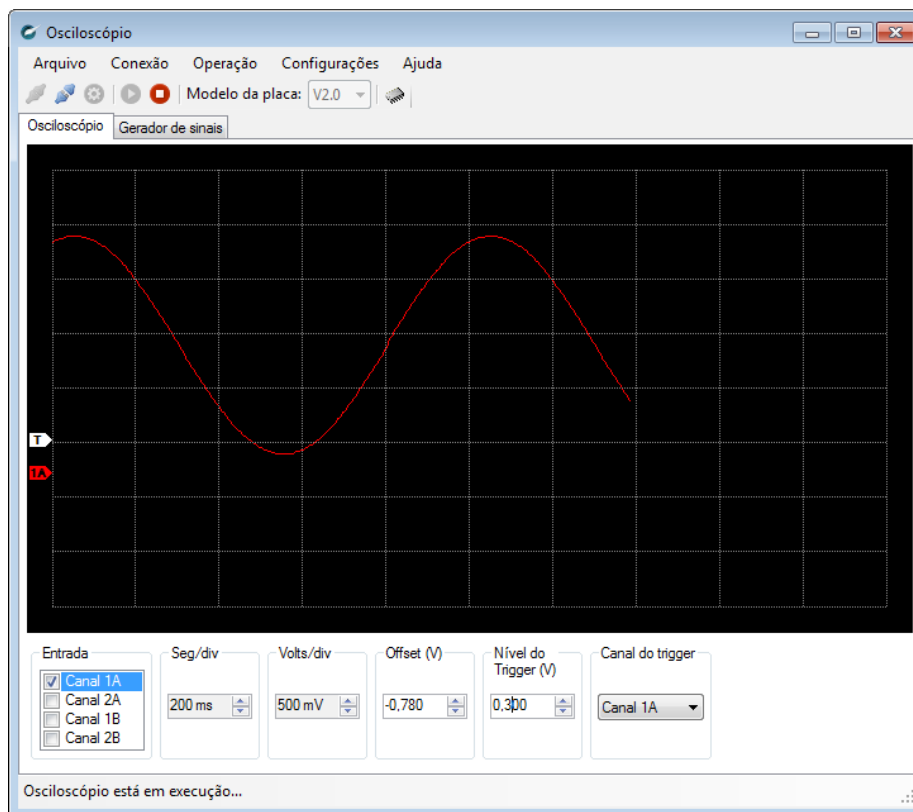 Osciloscópio
Arquivo Conexão Operação Configurações Ajuda
Modelo da placa: V2.0
Osciloscópio Gerador de sinais
T
1A
Entrada Seg/div Volts/div Offset (V) Nível do Trigger (V) Canal do trigger
Canal 1A
Canal 2A
Canal 1B
Canal 2B
200 ms 500 mV -0,780 0,300 Canal 1A
Osciloscópio está em execução...